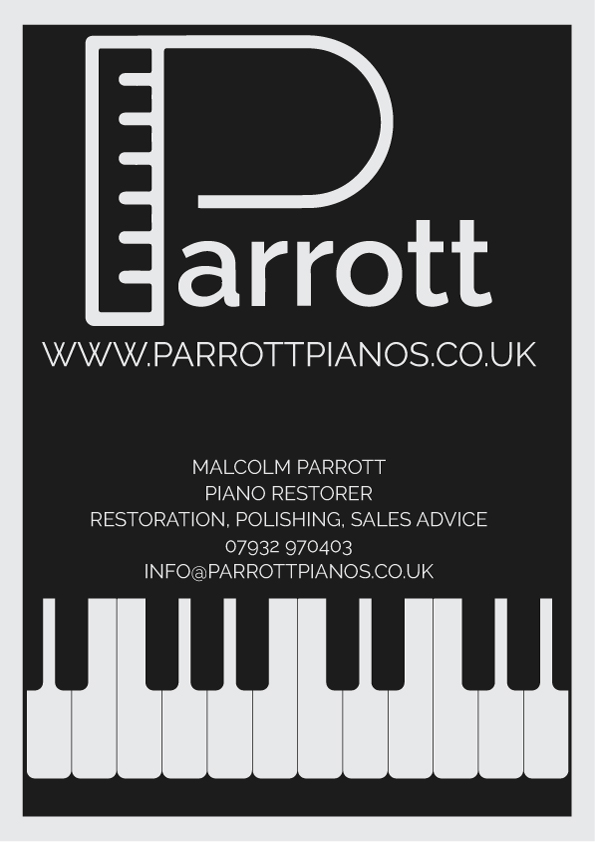 Parrott
WWW.PARROTTPIANOS.CO.UK
MALCOLM PARROTT
PIANO RESTORER
RESTORATION, POLISHING, SALES ADVICE
07932 970403
INFO@PARROTTPIANOS.CO.UK